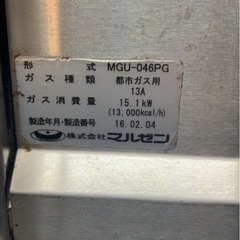 形式 MGU-046PG
ガス種類 都市ガス用
13A
ガス消費量 15.1kW
(13,000kcal/h)
製造年月・製造番号 16.02.04
株式会社マルゼン